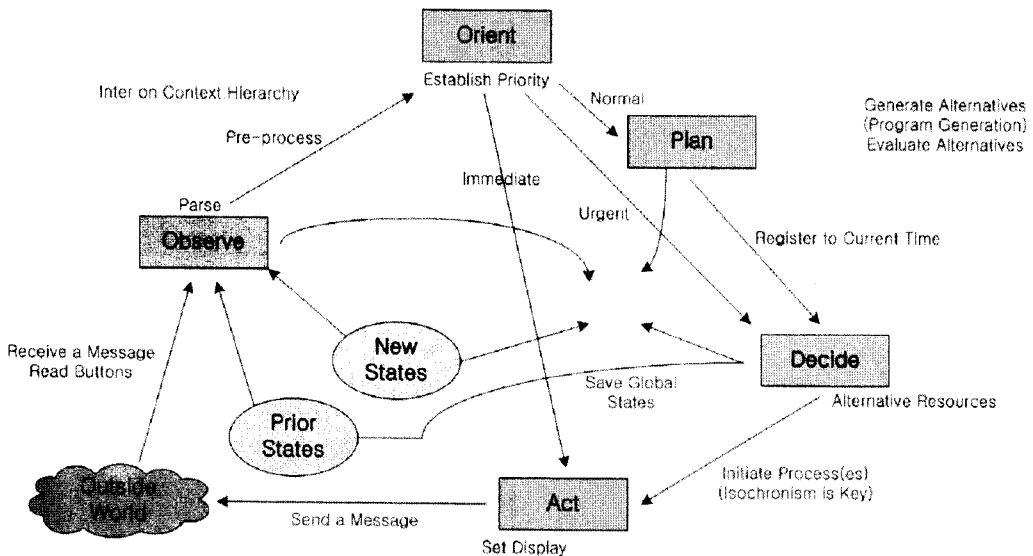 Orient
Establish Priority
Inter on Context Hierarchy
Normal
Generate Alternatives
(Program Generation)
Evaluate Alternatives
Pre-process
Plan
Immediate
Parse
Urgent
Observe
Register to Current Time
Receive a Message
Read Buttons
New
States
Decide
Save Global
States
Alternative Resources
Prior
States
Initiate Process(es)
(Isochronism is Key)
Outside
World
Act
Send a Message
Set Display